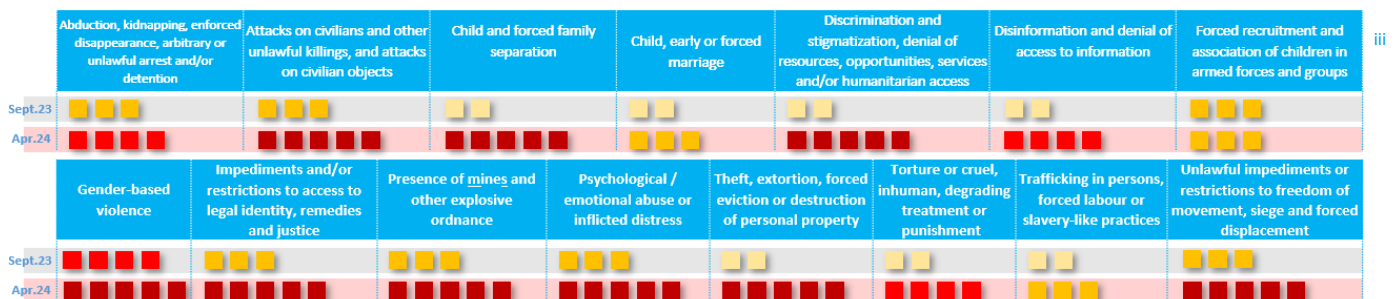 Abduction, kidnapping, enforced
disappearance, arbitrary or
unlawful arrest and/or
detention
Attacks on civilians and other
unlawful killings, and attacks
on civilian objects
Child and forced family
separation
Child, early or forced
marriage
Discrimination and
stigmatization, denial of
resources, opportunities, services
and/or humanitarian access
Disinformation and denial of
access to information
Forced recruitment and
association of children in
armed forces and groups
iii
Sept.23
Apr.24
Gender-based
violence
Impediments and/or
restrictions to access to
legal identity, remedies
and justice
Presence of mines and
other explosive
ordnance
Psychological /
emotional abuse or
inflicted distress
Theft, extortion, forced
eviction or destruction
of personal property
Torture or cruel,
inhuman, degrading
treatment or
punishment
Trafficking in persons,
forced labour or
slavery-like practices
Unlawful impediments or
restrictions to freedom of
movement, siege and forced
displacement
Sept.23
Apr.24